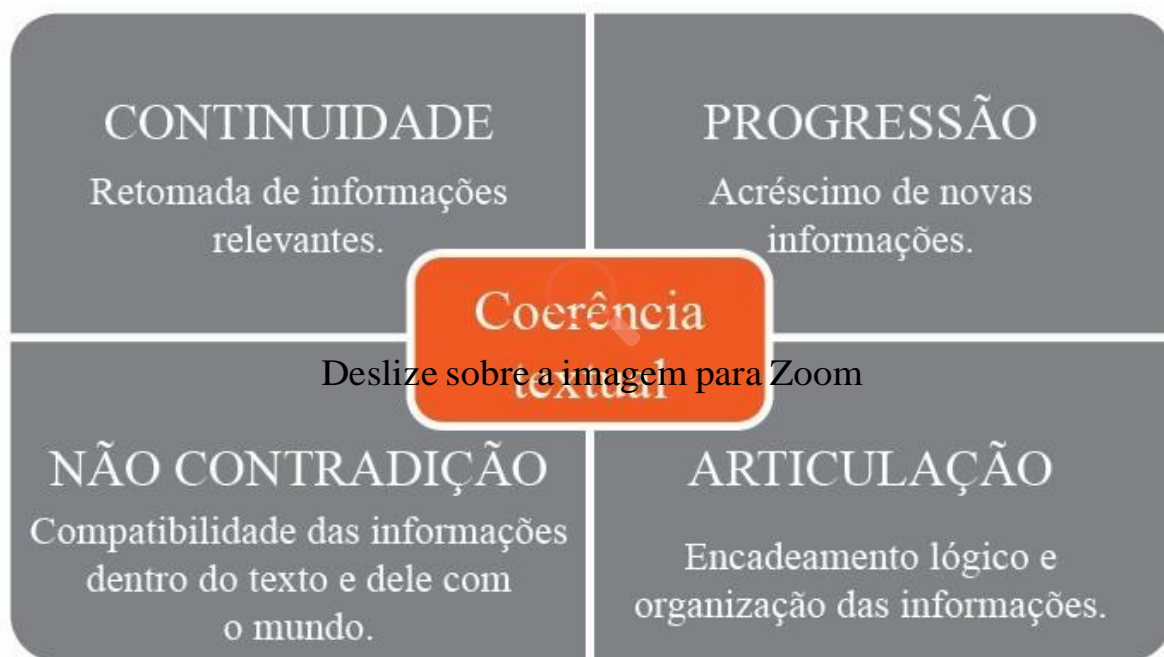 CONTINUIDADE
Retomada de informações
relevantes.
PROGRESSÃO
Acréscimo de novas
informações.
Coerência
textual
Deslize sobre a imagem para Zoom
NÃO CONTRADIÇÃO
Compatibilidade das informações
dentro do texto e dele com
o mundo.
ARTICULAÇÃO
Encadeamento lógico e
organização das informações.